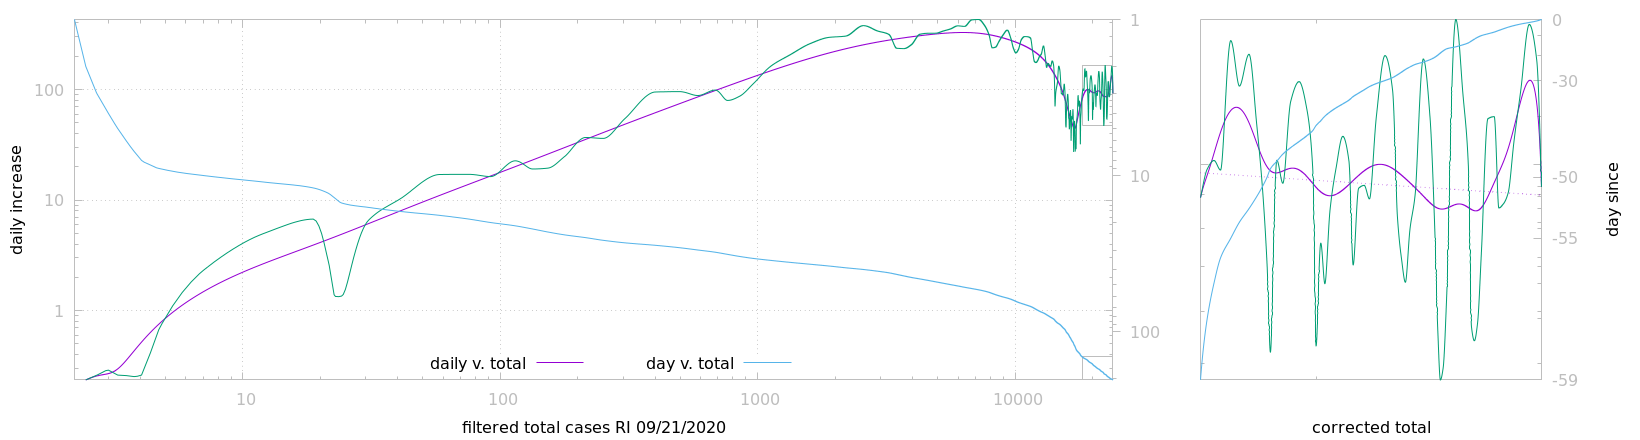 daily increase
100
10
1
daily v. total
day v. total
10
100
1000
10000
filtered total cases RI 09/21/2020
1
10
100
0
-30
-50
-55
-59
day since
corrected total